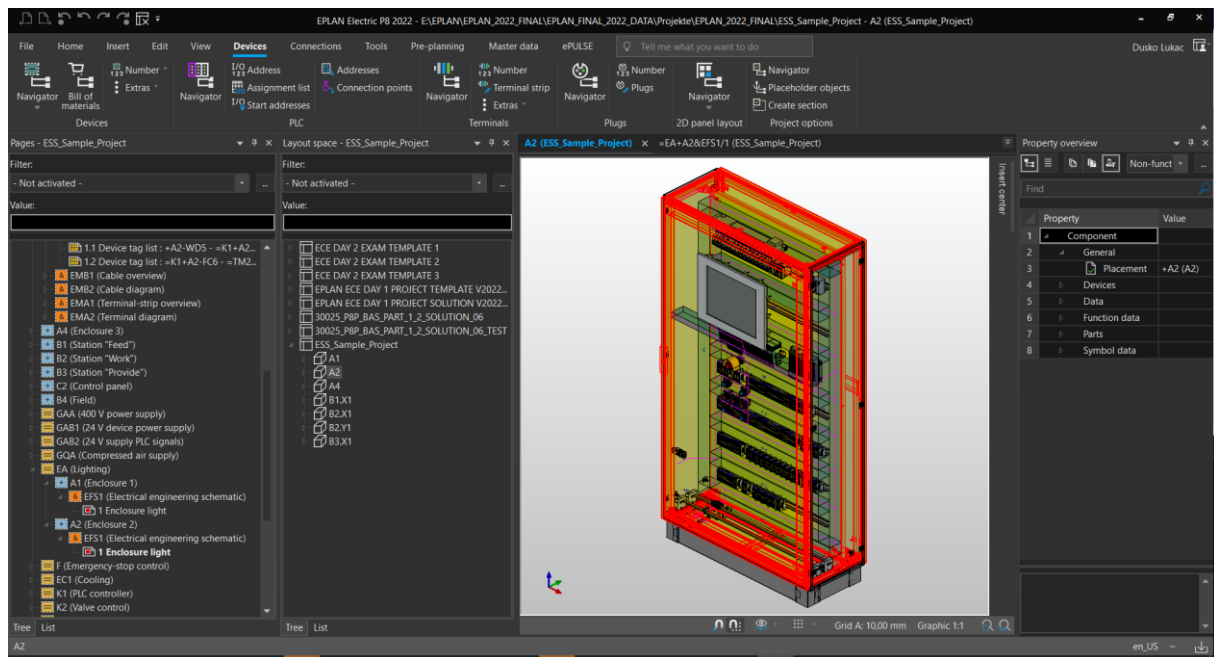 EPLAN Electric P8 2022 - E:\EPLAN\EPLAN_2022_FINAL\EPLAN_FINAL_2022_DATA\Projekte\EPLAN_2022_FINAL\ESS_Sample_Project - A2 (ESS_Sample_Project)
File Home Insert Edit View Devices Connections Tools Pre-planning Master data ePULSE Tell me what you want to do Dusko Lukac
Navigator
Bill of materials
123 Number
Extras
Devices
Navigator
I/O Address
Assignment list
I/O Start addresses
Addresses
Connection points
PLC
Navigator
123 Number
Terminal strip
Extras
Terminals
Navigator
123 Number
Plugs
Plugs
Navigator
2D panel layout
Navigator
Placeholder objects
Create section
Project options
Pages - ESS_Sample_Project
Filter:
- Not activated -
...
Value:
1.1 Device tag list : +A2-WD5 - =K1+A2...
1.2 Device tag list : =K1+A2-FC6 - =TM2...
EMB1 (Cable overview)
EMB2 (Cable diagram)
EMA1 (Terminal-strip overview)
EMA2 (Terminal diagram)
A4 (Enclosure 3)
B1 (Station "Feed")
B2 (Station "Work")
B3 (Station "Provide")
C2 (Control panel)
B4 (Field)
GAA (400 V power supply)
GAB1 (24 V device power supply)
GAB2 (24 V supply PLC signals)
GQA (Compressed air supply)
EA (Lighting)
A1 (Enclosure 1)
EFS1 (Electrical engineering schematic)
1 Enclosure light
A2 (Enclosure 2)
EFS1 (Electrical engineering schematic)
1 Enclosure light
F (Emergency-stop control)
EC1 (Cooling)
K1 (PLC controller)
K2 (Valve control)
Tree List
Layout space - ESS_Sample_Project
Filter:
- Not activated -
...
Value:
ECE DAY 2 EXAM TEMPLATE 1
ECE DAY 2 EXAM TEMPLATE 2
ECE DAY 2 EXAM TEMPLATE 3
EPLAN ECE DAY 1 PROJECT TEMPLATE V2022...
EPLAN ECE DAY 1 PROJECT SOLUTION V2022...
30025_P8P_BAS_PART_1_2_SOLUTION_06
30025_P8P_BAS_PART_1_2_SOLUTION_06_TEST
ESS_Sample_Project
A1
A2
A4
B1.X1
B2.X1
B2.Y1
B3.X1
Tree List
A2 (ESS_Sample_Project) =EA+A2&EFS1/1 (ESS_Sample_Project)
Insert center
Grid A: 10,00 mm Graphic 1:1
Property overview
Non-funct
...
Find
Property Value
1 Component
2 General
3 Placement +A2 (A2)
4 Devices
5 Data
6 Function data
7 Parts
8 Symbol data
A2
en_US